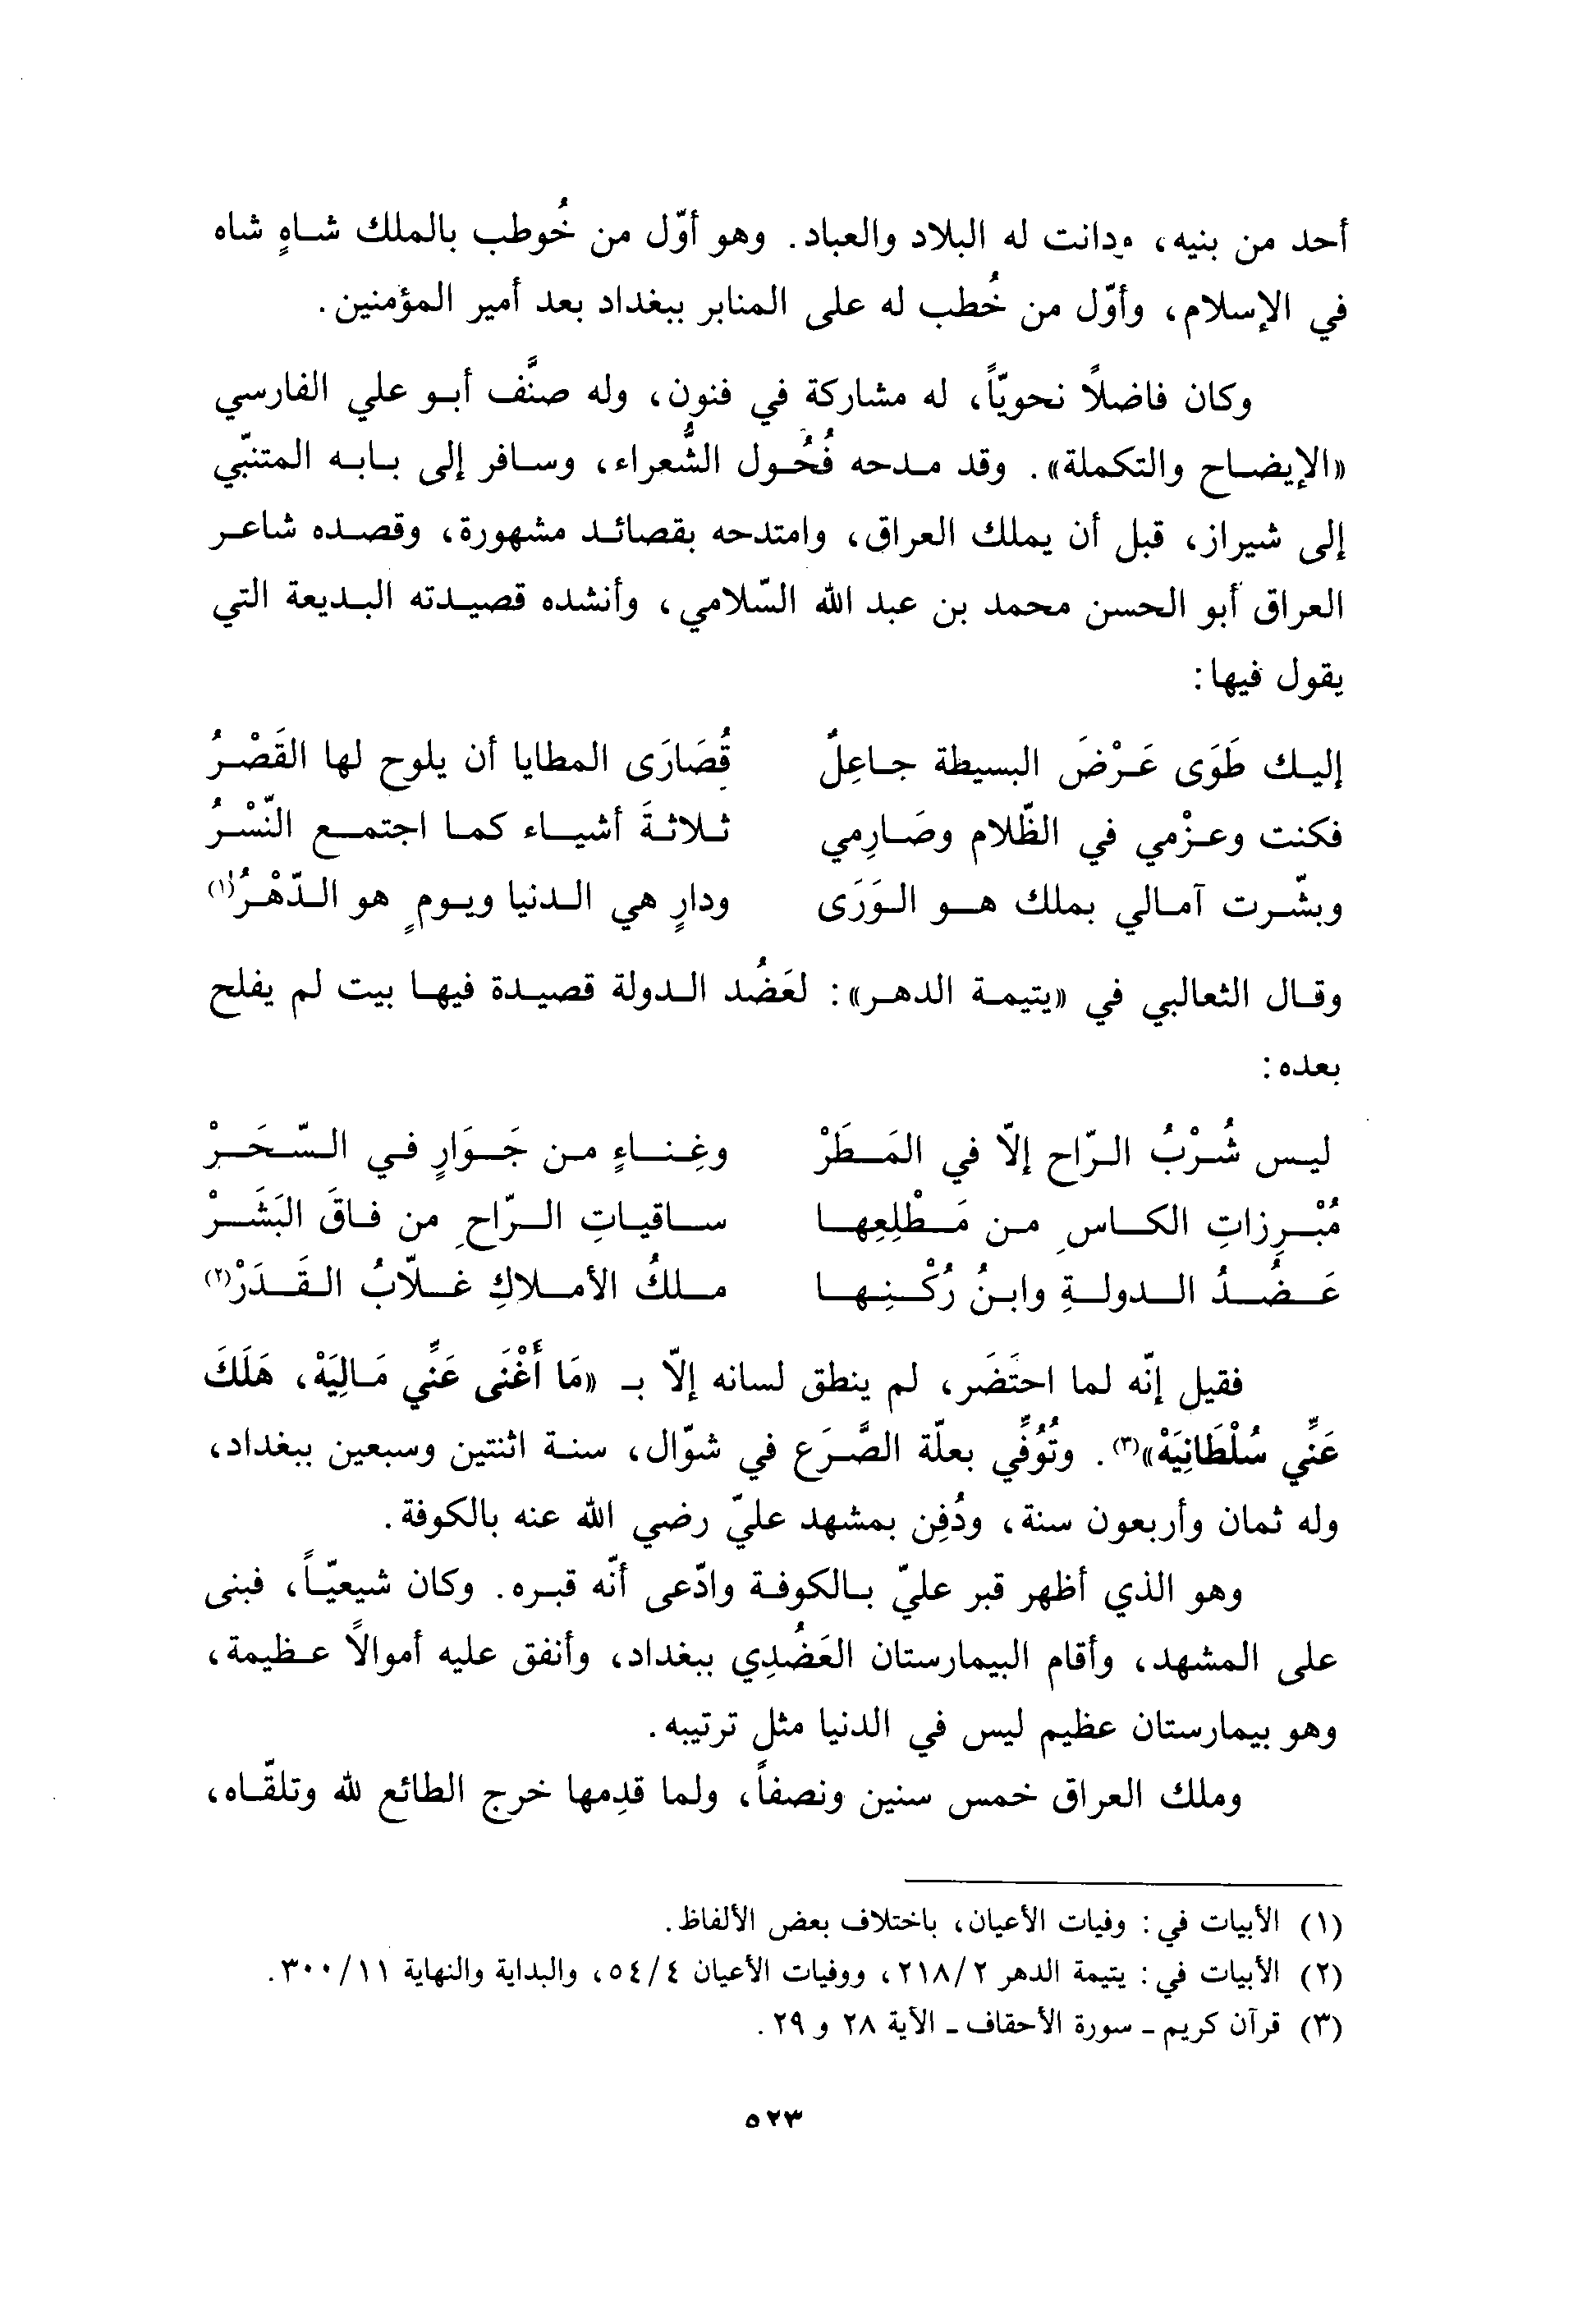 أحد من بنيه، ودانت له البلاد والعباد. وهو أوّل من خُوطب بالملك شاهٍ شاه
في الإسلام، وأوّل من خُطب له على المنابر ببغداد بعد أمير المؤمنين.
وكان فاضلاً نحويّاً، له مشاركة في فنونٍ، وله صنَّف أبو علي الفارسي
«الإيضاح والتكملة». وقد مدحه فُحُول الشُّعراء، وسافر إلى بابه المتنبّي
إلى شيراز، قبل أن يملك العراق، وامتدحه بقصائد مشهورة، وقصده شاعر
العراق أبو الحسن محمد بن عبد الله السّلامي، وأنشده قصيدته البديعة التي
يقول فيها:
إليك طَوَى عَرْضَ البسيطة جاعِلٌ قُصَارَى المطايا أن يلوح لها القَصْرُ
فكنت وعزْمي في الظّلام وصَارِمي ثلاثةَ أشياء كما اجتمع النّسْرُ
وبشّرت آمالي بملك هو الوَرَى ودارٍ هي الدنيا ويومٍ هو الدّهْرُ(١)
وقال الثعالبي في «يتيمة الدهر»: لعَضُد الدولة قصيدة فيها بيت لم يفلح
بعده:
ليس شُرْبُ الرّاح إلاّ في المَطَرْ وغِناءٍ من جَوَارٍ في السّحَرْ
مُبْرِزاتِ الكاسِ من مَطْلِعِها ساقياتِ الرّاحِ من فاقَ البَشَرْ
عَضُدُ الدولةِ وابنُ رُكْنِها ملكُ الأملاكِ غلّابُ القَدَرْ(٢)
فقيل إنّه لما احتَضَر، لم ينطق لسانه إلاّ بـ «مَا أَغْنَى عَنِّي مَالِيَهْ، هَلَكَ
عَنِّي سُلْطَانِيَهْ»(٣). وتُوُفِّي بعلّة الصَّرَع في شوّال، سنة اثنتين وسبعين ببغداد،
وله ثمان وأربعون سنة، ودُفِن بمشهد عليّ رضي الله عنه بالكوفة.
وهو الذي أظهر قبر عليّ بالكوفة وادّعى أنّه قبره. وكان شيعيّاً، فبنى
على المشهد، وأقام البيمارستان العَضُدِي ببغداد، وأنفق عليه أموالاً عظيمة،
وهو بيمارستان عظيم ليس في الدنيا مثل ترتيبه.
وملك العراق خمس سنين ونصفاً، ولما قدِمها خرج الطائع لله وتلقّاه،
(١) الأبيات في: وفيات الأعيان، باختلاف بعض الألفاظ.
(٢) الأبيات في: يتيمة الدهر ٢/٢١٨، ووفيات الأعيان ٤/٥٤، والبداية والنهاية ١١/٣٠٠.
(٣) قرآن كريم ـ سورة الأحقاف ـ الآية ٢٨ و ٢٩.
٥٢٣